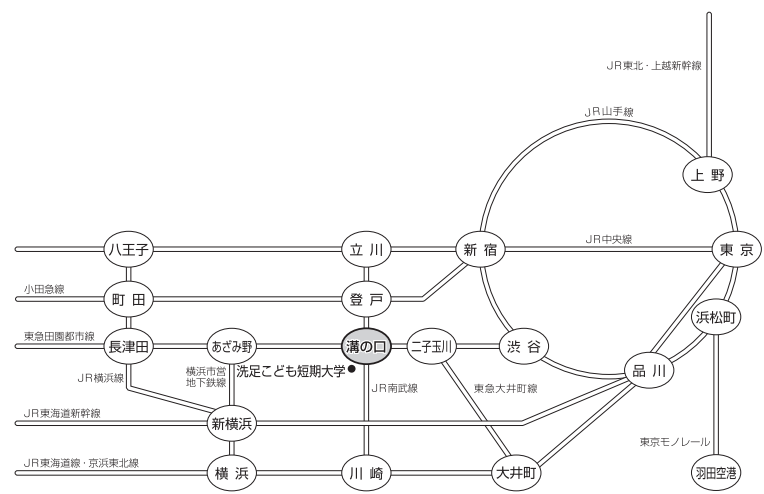 JR東北・上越新幹線
JR山手線
上野
八王子
立川
新宿
JR中央線
東京
小田急線
町田
登戸
浜松町
東急田園都市線
長津田
あざみ野
溝の口
二子玉川
渋谷
品川
JR横浜線
横浜市営
地下鉄線
洗足こども短期大学
JR南武線
東急大井町線
JR東海道新幹線
新横浜
東京モノレール
JR東海道線・京浜東北線
横浜
川崎
大井町
羽田空港